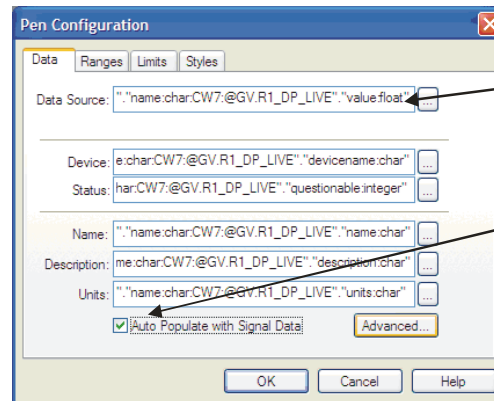 Pen Configuration
Data Ranges Limits Styles
Data Source: "."name:char:CW7:@GV.R1_DP_LIVE"."value:float" ...
Device: e:char:CW7:@GV.R1_DP_LIVE"."devicename:char" ...
Status: har:CW7:@GV.R1_DP_LIVE"."questionable:integer" ...
Name: "."name:char:CW7:@GV.R1_DP_LIVE"."name:char" ...
Description: me:char:CW7:@GV.R1_DP_LIVE"."description:char" ...
Units: "."name:char:CW7:@GV.R1_DP_LIVE"."units:char" ...
Auto Populate with Signal Data Advanced...
OK Cancel Help